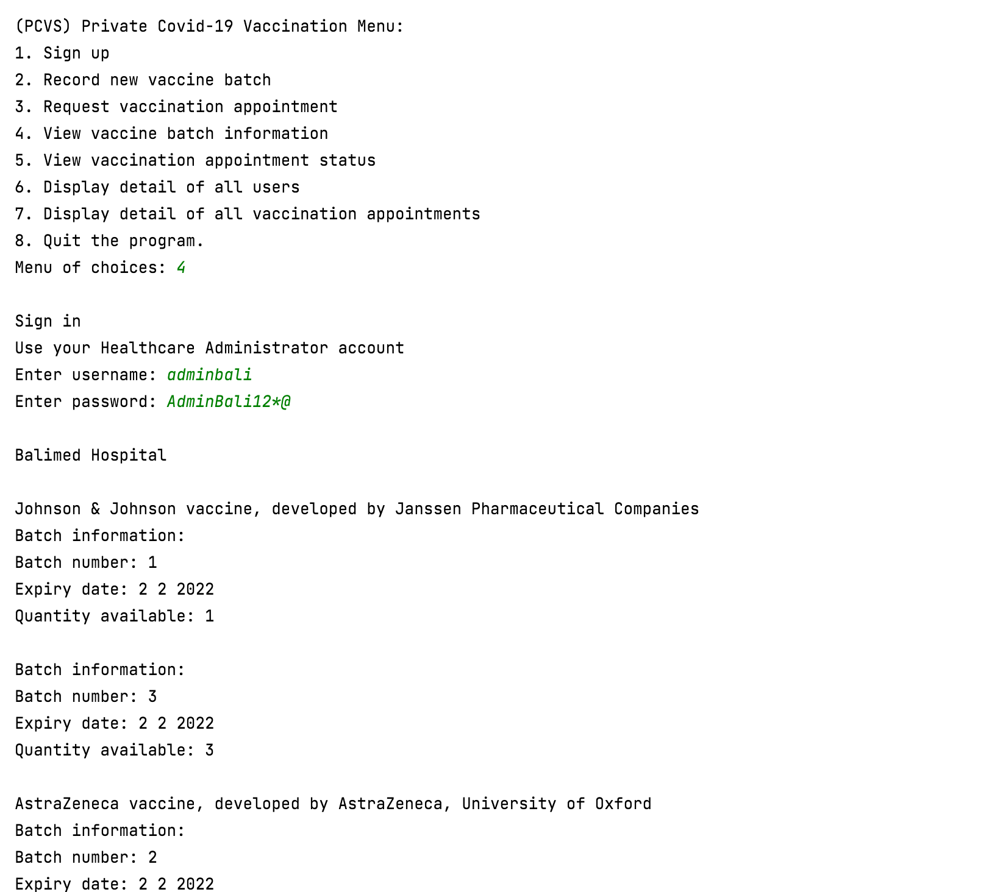 (PCVS) Private Covid-19 Vaccination Menu:
1. Sign up
2. Record new vaccine batch
3. Request vaccination appointment
4. View vaccine batch information
5. View vaccination appointment status
6. Display detail of all users
7. Display detail of all vaccination appointments
8. Quit the program.
Menu of choices: 4
Sign in
Use your Healthcare Administrator account
Enter username: adminbali
Enter password: AdminBali12*@
Balimed Hospital
Johnson & Johnson vaccine, developed by Janssen Pharmaceutical Companies
Batch information:
Batch number: 1
Expiry date: 2 2 2022
Quantity available: 1
Batch information:
Batch number: 3
Expiry date: 2 2 2022
Quantity available: 3
AstraZeneca vaccine, developed by AstraZeneca, University of Oxford
Batch information:
Batch number: 2
Expiry date: 2 2 2022